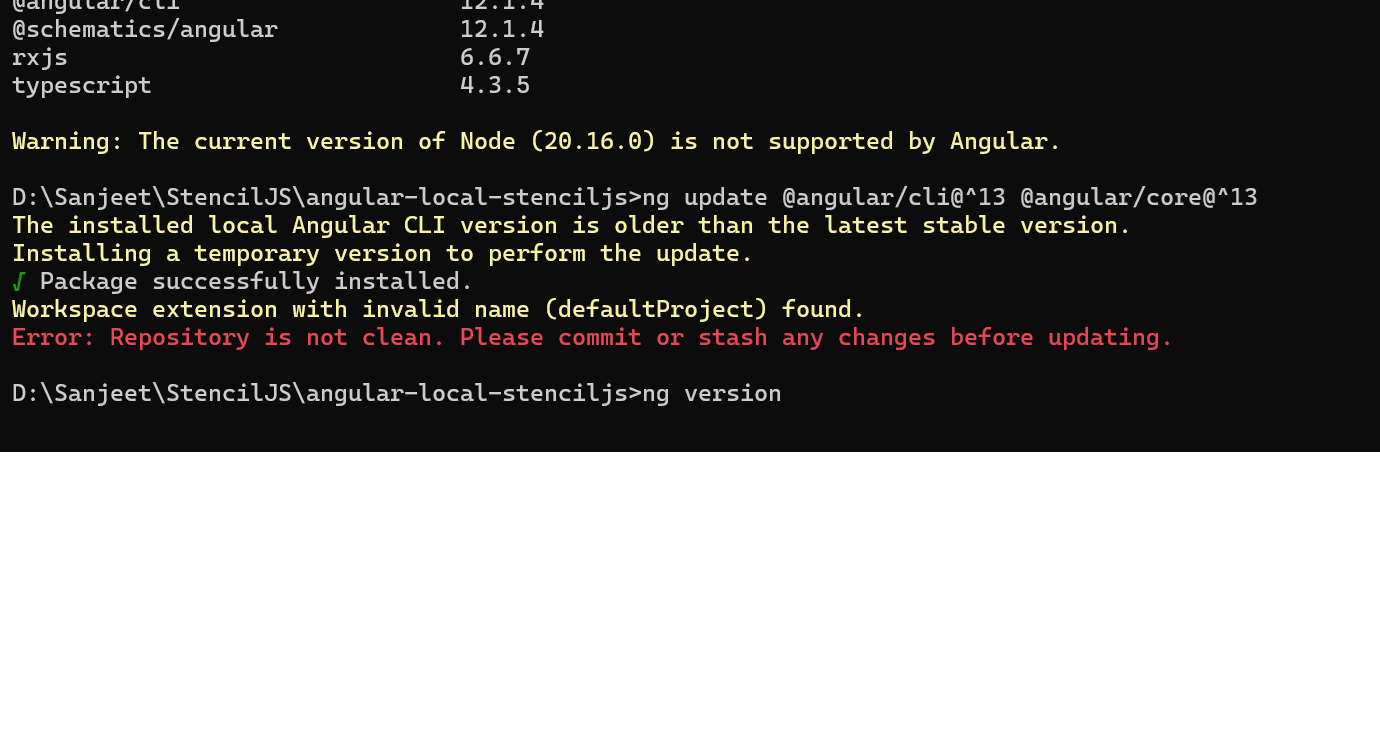 @angular/cli 12.1.4
@schematics/angular 12.1.4
rxjs 6.6.7
typescript 4.3.5
Warning: The current version of Node (20.16.0) is not supported by Angular.
D:\Sanjeet\StencilJS\angular-local-stenciljs>ng update @angular/cli@^13 @angular/core@^13
The installed local Angular CLI version is older than the latest stable version.
Installing a temporary version to perform the update.
√ Package successfully installed.
Workspace extension with invalid name (defaultProject) found.
Error: Repository is not clean. Please commit or stash any changes before updating.
D:\Sanjeet\StencilJS\angular-local-stenciljs>ng version